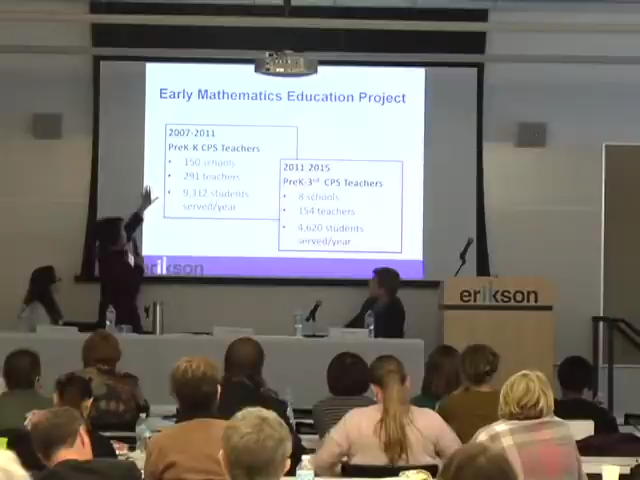 Early Mathematics Education Project
2007-2011
PreK-K CPS Teachers
• 150 schools
• 291 teachers
• 9,312 students
served/year
2011-2015
PreK-3rd CPS Teachers
• 8 schools
• 154 teachers
• 4,620 students
served/year
erikson
erikson